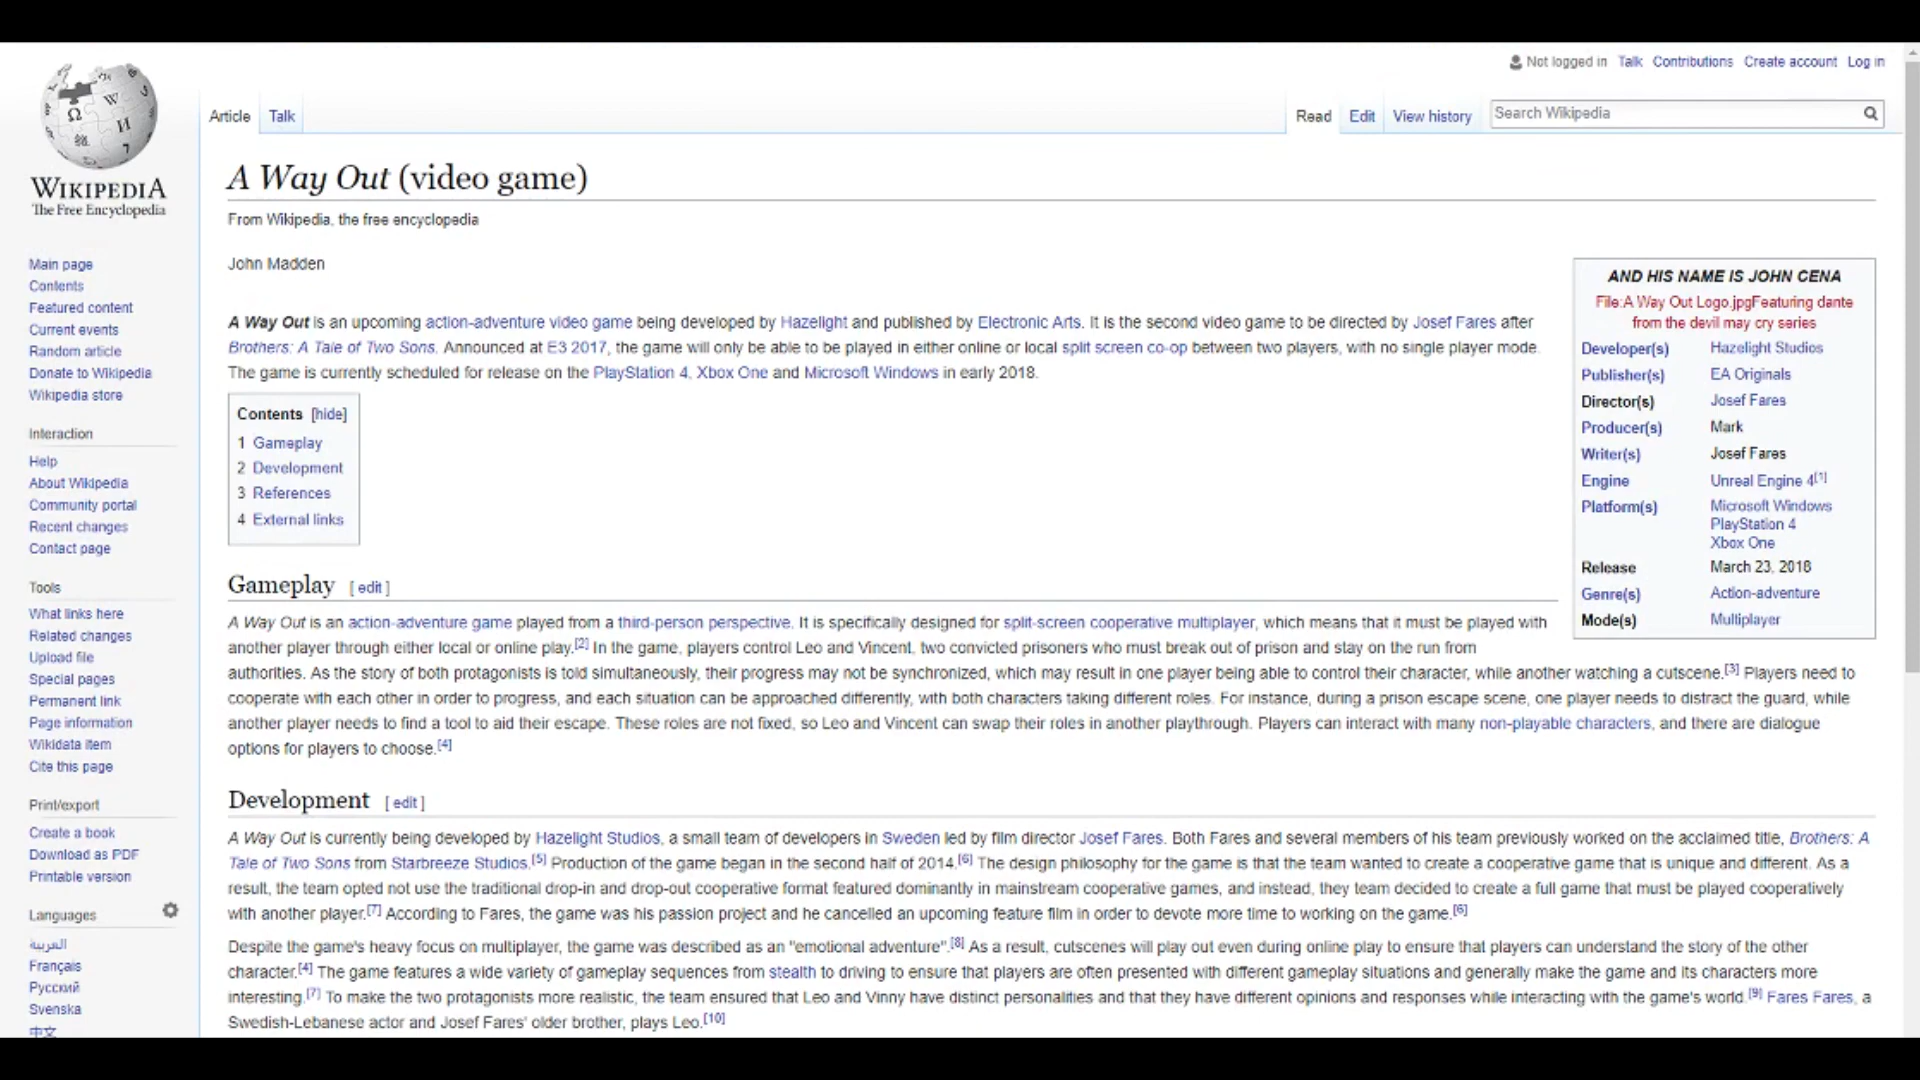 Not logged in Talk Contributions Create account Log in
Article Talk Read Edit View history Search Wikipedia
WIKIPEDIA
The Free Encyclopedia
Main page
Contents
Featured content
Current events
Random article
Donate to Wikipedia
Wikipedia store
Interaction
Help
About Wikipedia
Community portal
Recent changes
Contact page
Tools
What links here
Related changes
Upload file
Special pages
Permanent link
Page information
Wikidata item
Cite this page
Print/export
Create a book
Download as PDF
Printable version
Languages
العربية
Français
Русский
Svenska
中文
A Way Out (video game)
From Wikipedia, the free encyclopedia
John Madden
A Way Out is an upcoming action-adventure video game being developed by Hazelight and published by Electronic Arts. It is the second video game to be directed by Josef Fares after
Brothers: A Tale of Two Sons. Announced at E3 2017, the game will only be able to be played in either online or local split screen co-op between two players, with no single player mode.
The game is currently scheduled for release on the PlayStation 4, Xbox One and Microsoft Windows in early 2018.
Contents [hide]
1 Gameplay
2 Development
3 References
4 External links
AND HIS NAME IS JOHN CENA
File:A Way Out Logo.jpgFeaturing dante
from the devil may cry series
Developer(s) Hazelight Studios
Publisher(s) EA Originals
Director(s) Josef Fares
Producer(s) Mark
Writer(s) Josef Fares
Engine Unreal Engine 4[1]
Platform(s) Microsoft Windows
PlayStation 4
Xbox One
Release March 23, 2018
Genre(s) Action-adventure
Mode(s) Multiplayer
Gameplay [ edit ]
A Way Out is an action-adventure game played from a third-person perspective. It is specifically designed for split-screen cooperative multiplayer, which means that it must be played with
another player through either local or online play.[2] In the game, players control Leo and Vincent, two convicted prisoners who must break out of prison and stay on the run from
authorities. As the story of both protagonists is told simultaneously, their progress may not be synchronized, which may result in one player being able to control their character, while another watching a cutscene.[3] Players need to
cooperate with each other in order to progress, and each situation can be approached differently, with both characters taking different roles. For instance, during a prison escape scene, one player needs to distract the guard, while
another player needs to find a tool to aid their escape. These roles are not fixed, so Leo and Vincent can swap their roles in another playthrough. Players can interact with many non-playable characters, and there are dialogue
options for players to choose.[4]
Development [ edit ]
A Way Out is currently being developed by Hazelight Studios, a small team of developers in Sweden led by film director Josef Fares. Both Fares and several members of his team previously worked on the acclaimed title, Brothers: A
Tale of Two Sons from Starbreeze Studios.[5] Production of the game began in the second half of 2014.[6] The design philosophy for the game is that the team wanted to create a cooperative game that is unique and different. As a
result, the team opted not use the traditional drop-in and drop-out cooperative format featured dominantly in mainstream cooperative games, and instead, they team decided to create a full game that must be played cooperatively
with another player.[7] According to Fares, the game was his passion project and he cancelled an upcoming feature film in order to devote more time to working on the game.[6]
Despite the game's heavy focus on multiplayer, the game was described as an "emotional adventure".[8] As a result, cutscenes will play out even during online play to ensure that players can understand the story of the other
character.[4] The game features a wide variety of gameplay sequences from stealth to driving to ensure that players are often presented with different gameplay situations and generally make the game and its characters more
interesting.[7] To make the two protagonists more realistic, the team ensured that Leo and Vinny have distinct personalities and that they have different opinions and responses while interacting with the game's world.[9] Fares Fares, a
Swedish-Lebanese actor and Josef Fares' older brother, plays Leo.[10]